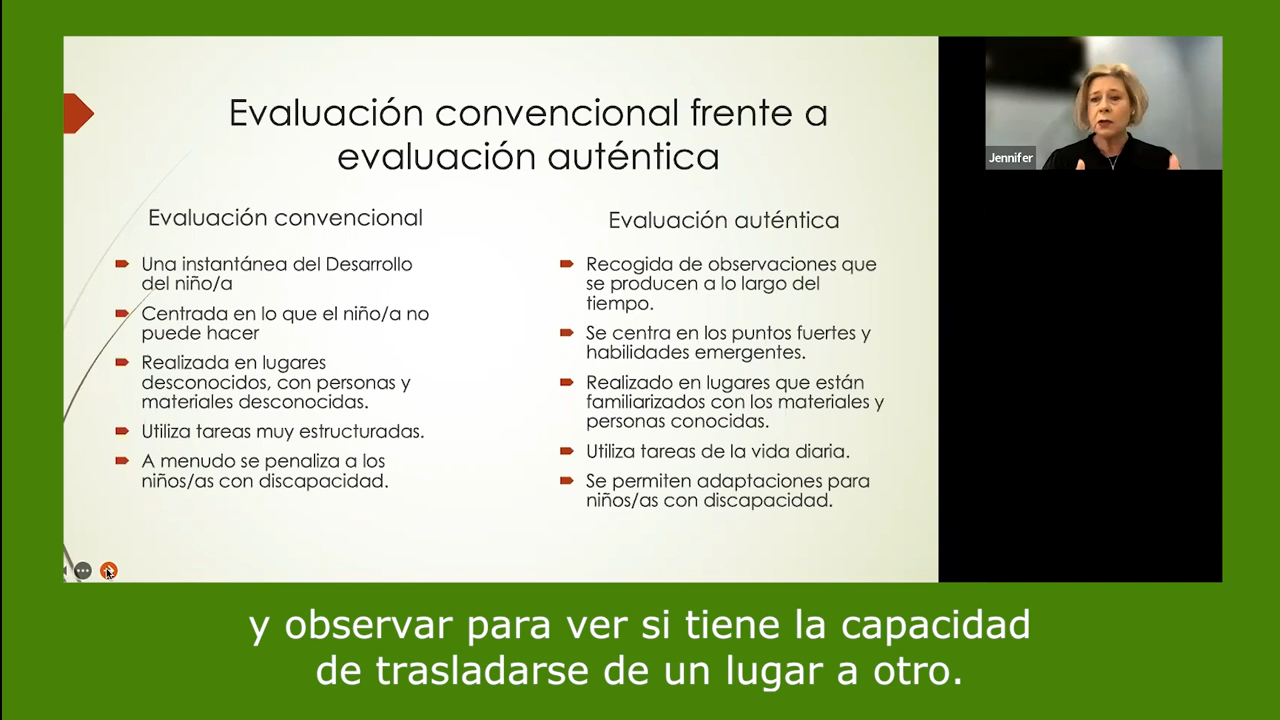 Evaluación convencional frente a
evaluación auténtica
Evaluación convencional
Una instantánea del Desarrollo
del niño/a
Centrada en lo que el niño/a no
puede hacer
Realizada en lugares
desconocidos, con personas y
materiales desconocidas.
Utiliza tareas muy estructuradas.
A menudo se penaliza a los
niños/as con discapacidad.
Evaluación auténtica
Recogida de observaciones que
se producen a lo largo del
tiempo.
Se centra en los puntos fuertes y
habilidades emergentes.
Realizado en lugares que están
familiarizados con los materiales y
personas conocidas.
Utiliza tareas de la vida diaria.
Se permiten adaptaciones para
niños/as con discapacidad.
Jennifer
y observar para ver si tiene la capacidad
de trasladarse de un lugar a otro.